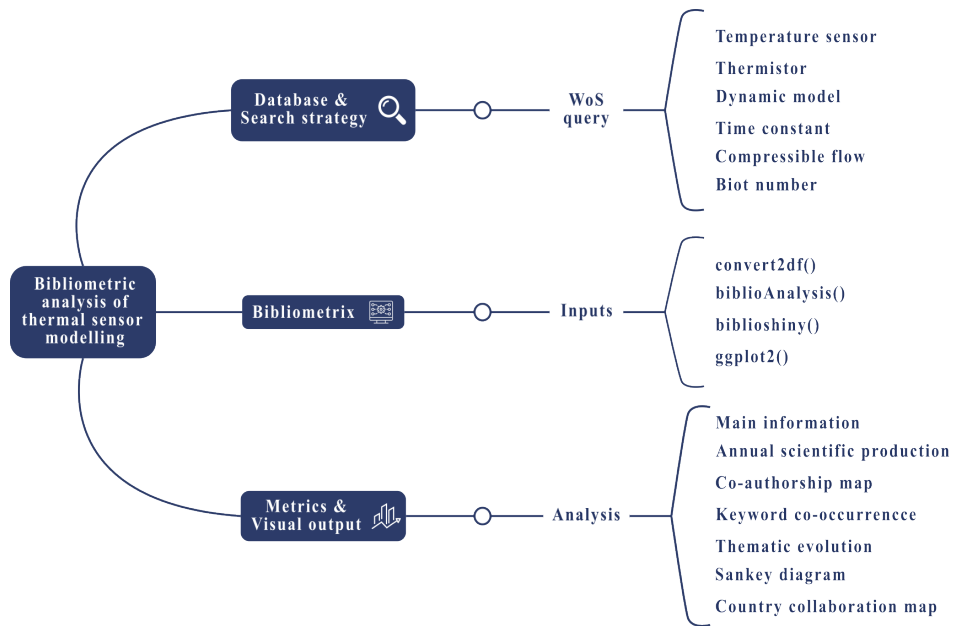 Bibliometric
analysis of
thermal sensor
modelling
Database &
Search strategy
WoS
query
Temperature sensor
Thermistor
Dynamic model
Time constant
Compressible flow
Biot number
Bibliometrix
Inputs
convert2df()
biblioAnalysis()
biblioshiny()
ggplot2()
Metrics &
Visual output
Analysis
Main information
Annual scientific production
Co-authorship map
Keyword co-occurrencce
Thematic evolution
Sankey diagram
Country collaboration map